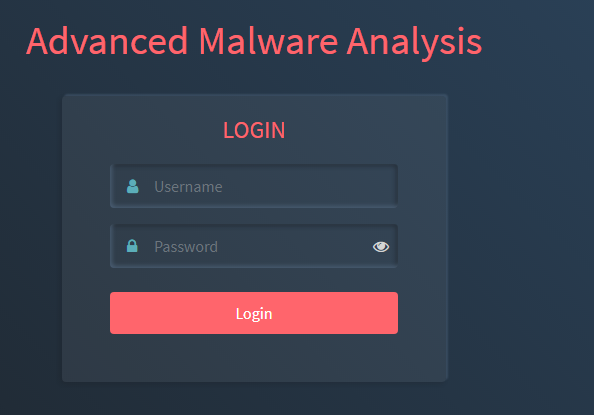 Advanced Malware Analysis
LOGIN
Username
Password
Login